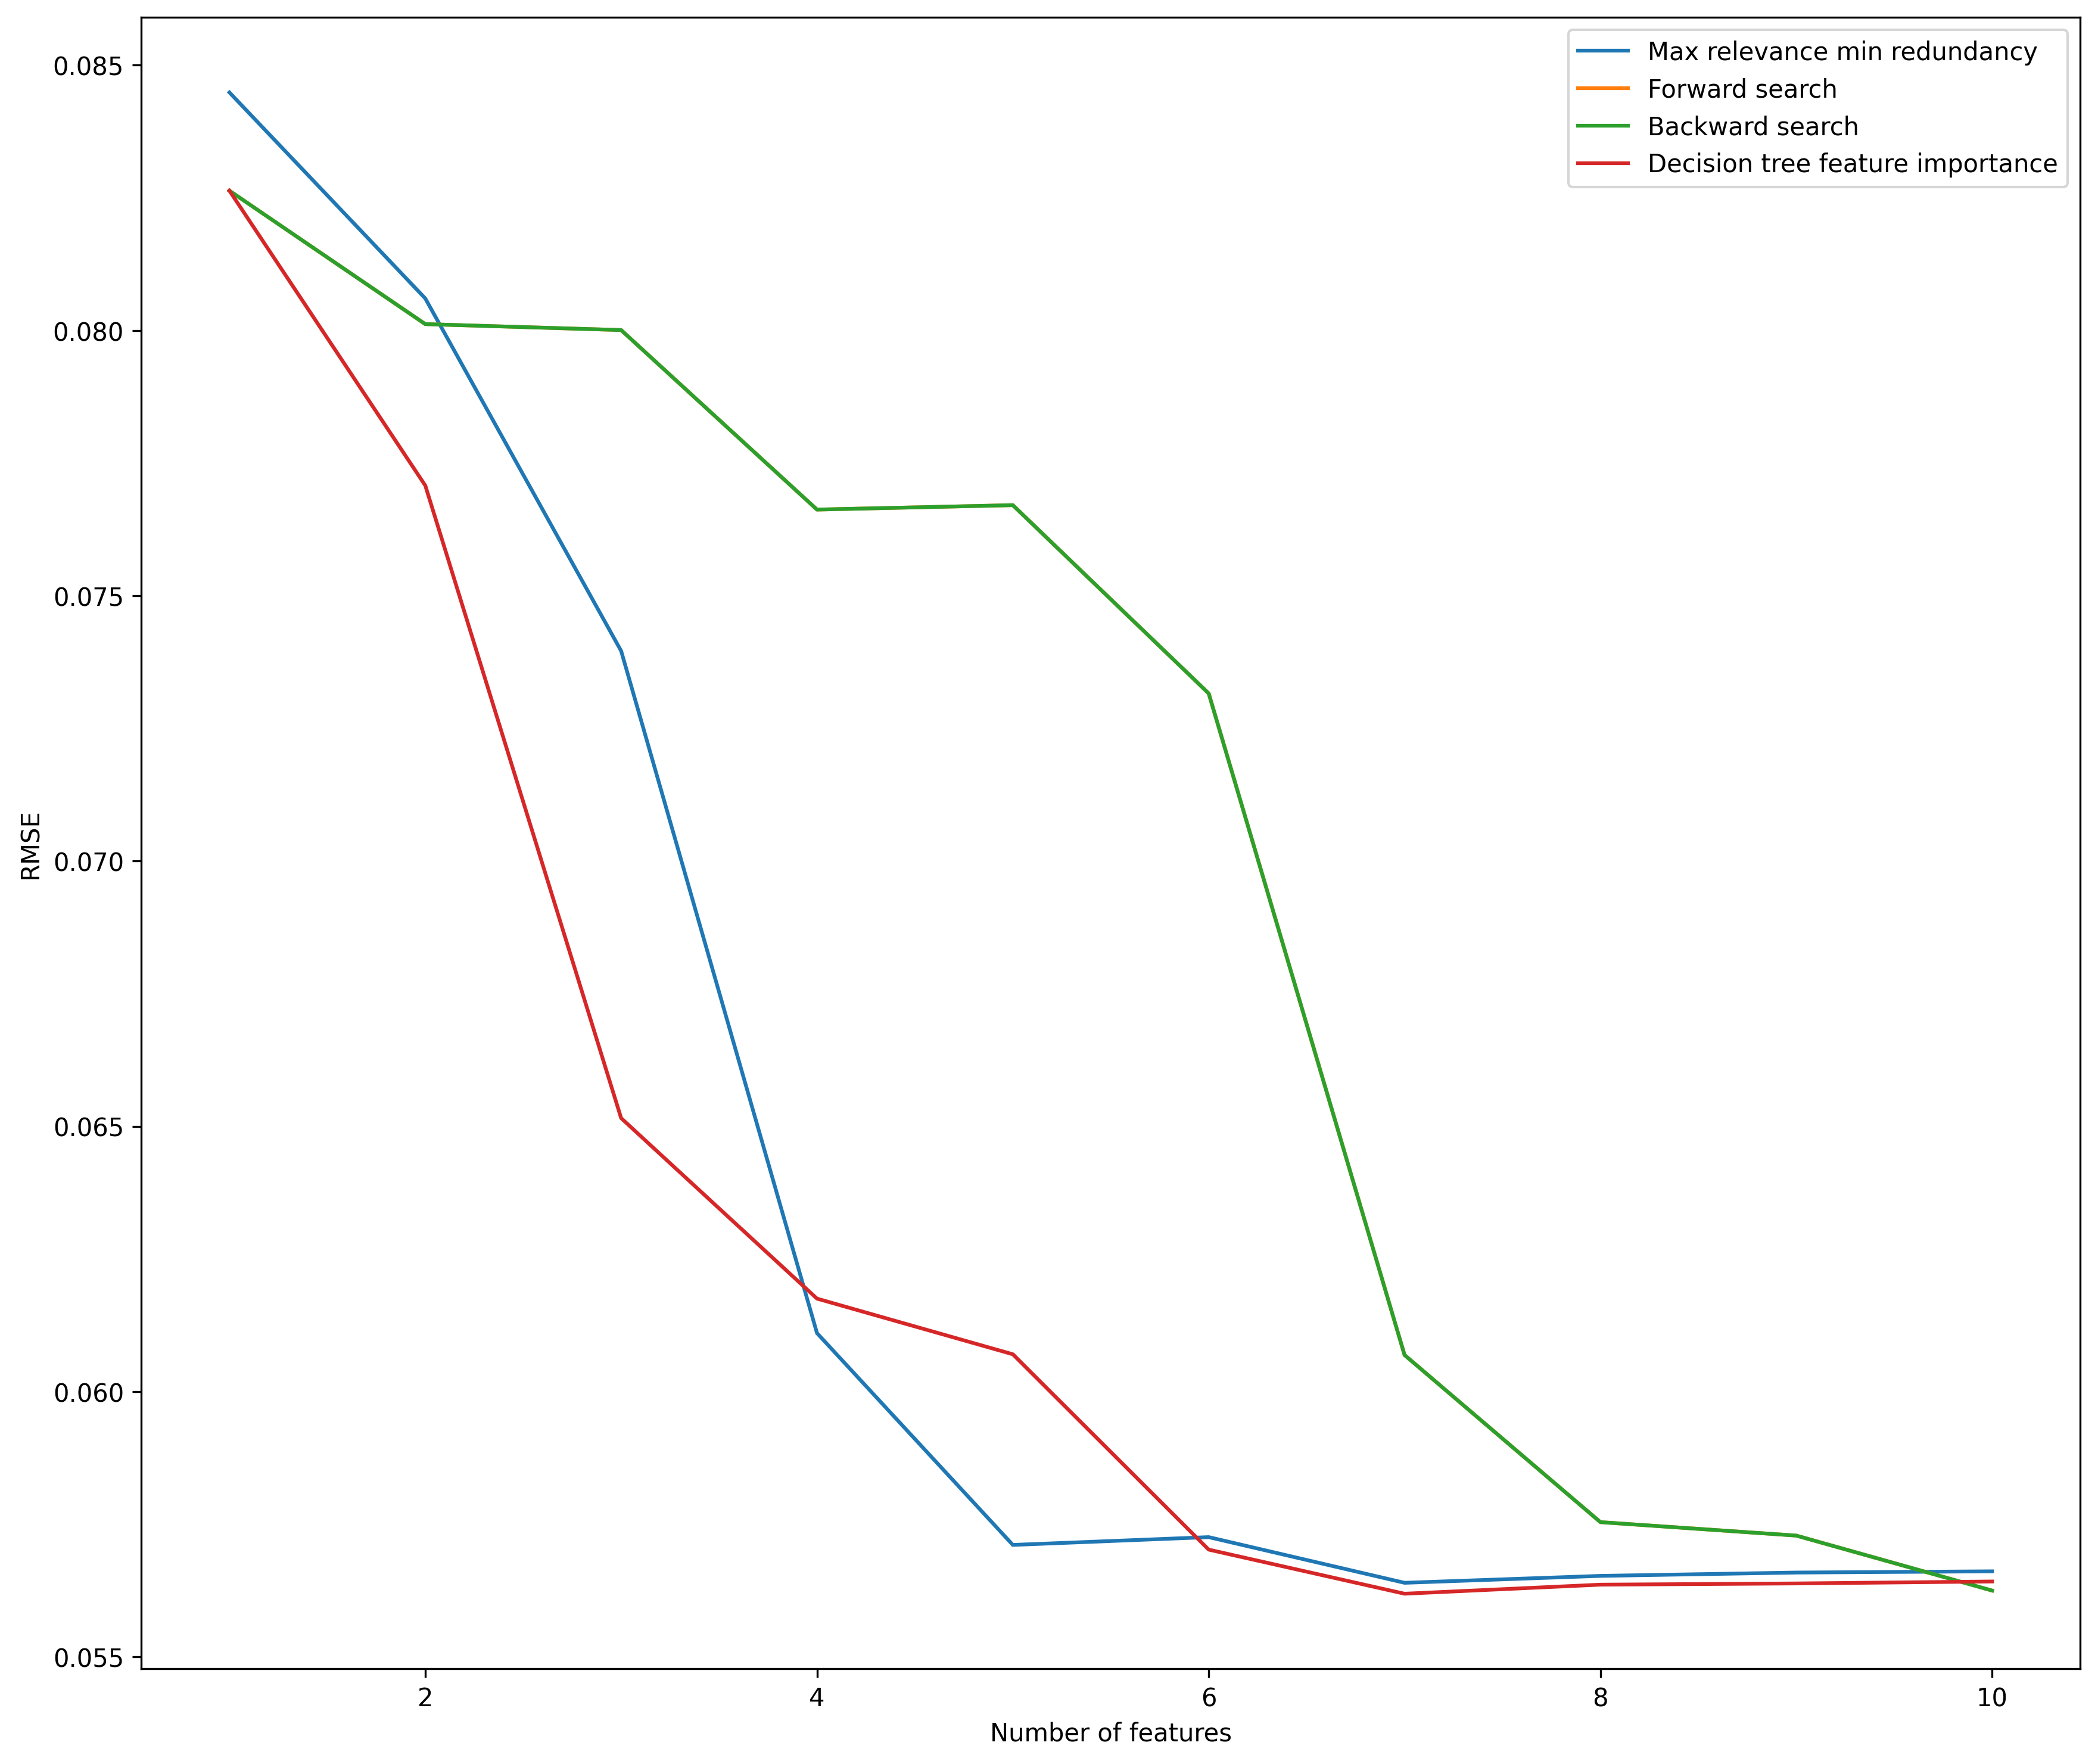 0.085
0.080
0.075
0.070
0.065
0.060
0.055
RMSE
2
4
6
8
10
Number of features
Max relevance min redundancy
Forward search
Backward search
Decision tree feature importance